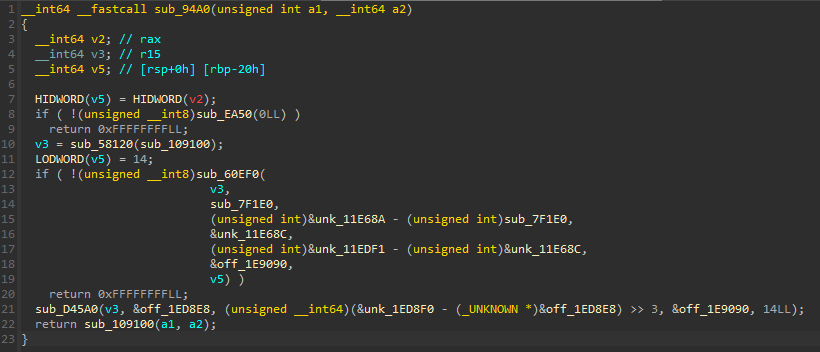 1 __int64 __fastcall sub_94A0(unsigned int a1, __int64 a2)
2 {
3   __int64 v2; // rax
4   __int64 v3; // r15
5   __int64 v5; // [rsp+0h] [rbp-20h]
6
7   HIDWORD(v5) = HIDWORD(v2);
8   if ( !(unsigned __int8)sub_EA50(0LL) )
9     return 0xFFFFFFFFLL;
10   v3 = sub_58120(sub_109100);
11   LODWORD(v5) = 14;
12   if ( !(unsigned __int8)sub_60EF0(
13                           v3,
14                           sub_7F1E0,
15                           (unsigned int)&unk_11E68A - (unsigned int)sub_7F1E0,
16                           &unk_11E68C,
17                           (unsigned int)&unk_11EDF1 - (unsigned int)&unk_11E68C,
18                           &off_1E9090,
19                           v5) )
20     return 0xFFFFFFFFLL;
21   sub_D45A0(v3, &off_1ED8E8, (unsigned __int64)(&unk_1ED8F0 - (_UNKNOWN *)&off_1ED8E8) >> 3, &off_1E9090, 14LL);
22   return sub_109100(a1, a2);
23 }